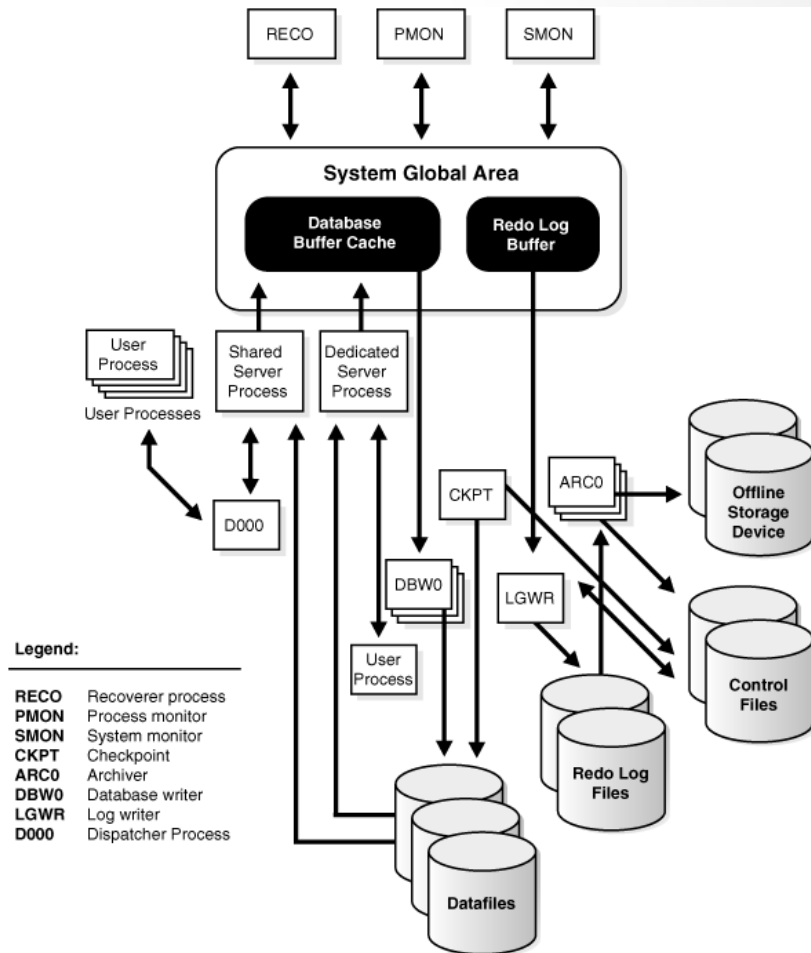 RECO
PMON
SMON
System Global Area
Database
Buffer Cache
Redo Log
Buffer
User
Process
User Processes
Shared
Server
Process
Dedicated
Server
Process
D000
CKPT
ARC0
Offline
Storage
Device
DBW0
LGWR
User
Process
Control
Files
Redo Log
Files
Datafiles
Legend:
RECO Recoverer process
PMON Process monitor
SMON System monitor
CKPT Checkpoint
ARC0 Archiver
DBW0 Database writer
LGWR Log writer
D000 Dispatcher Process